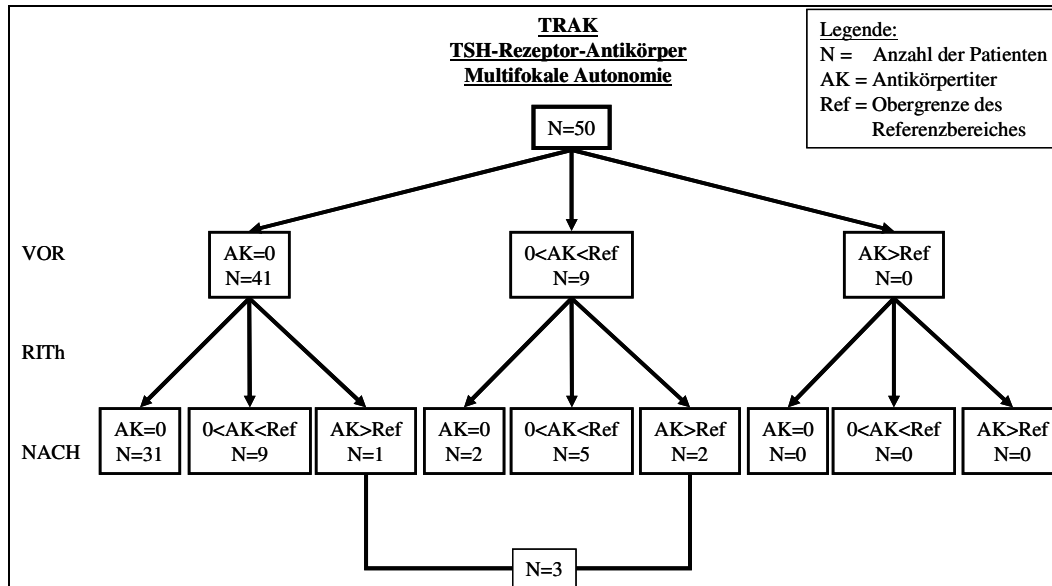 TRAK
TSH-Rezeptor-Antikörper
Multifokale Autonomie
Legende:
N = Anzahl der Patienten
AK = Antikörpertiter
Ref = Obergrenze des
Referenzbereiches
N=50
VOR
AK=0
N=41
0<AK<Ref
N=9
AK>Ref
N=0
RITh
NACH
AK=0
N=31
0<AK<Ref
N=9
AK>Ref
N=1
AK=0
N=2
0<AK<Ref
N=5
AK>Ref
N=2
AK=0
N=0
0<AK<Ref
N=0
AK>Ref
N=0
N=3